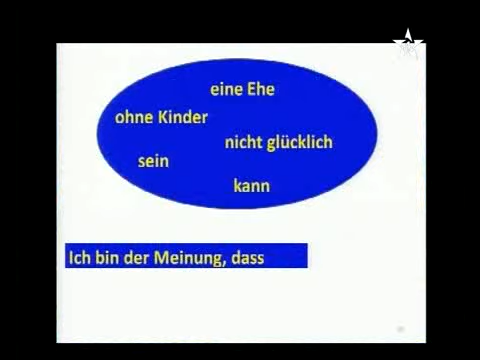 eine Ehe
ohne Kinder
nicht glücklich
sein
kann
Ich bin der Meinung, dass